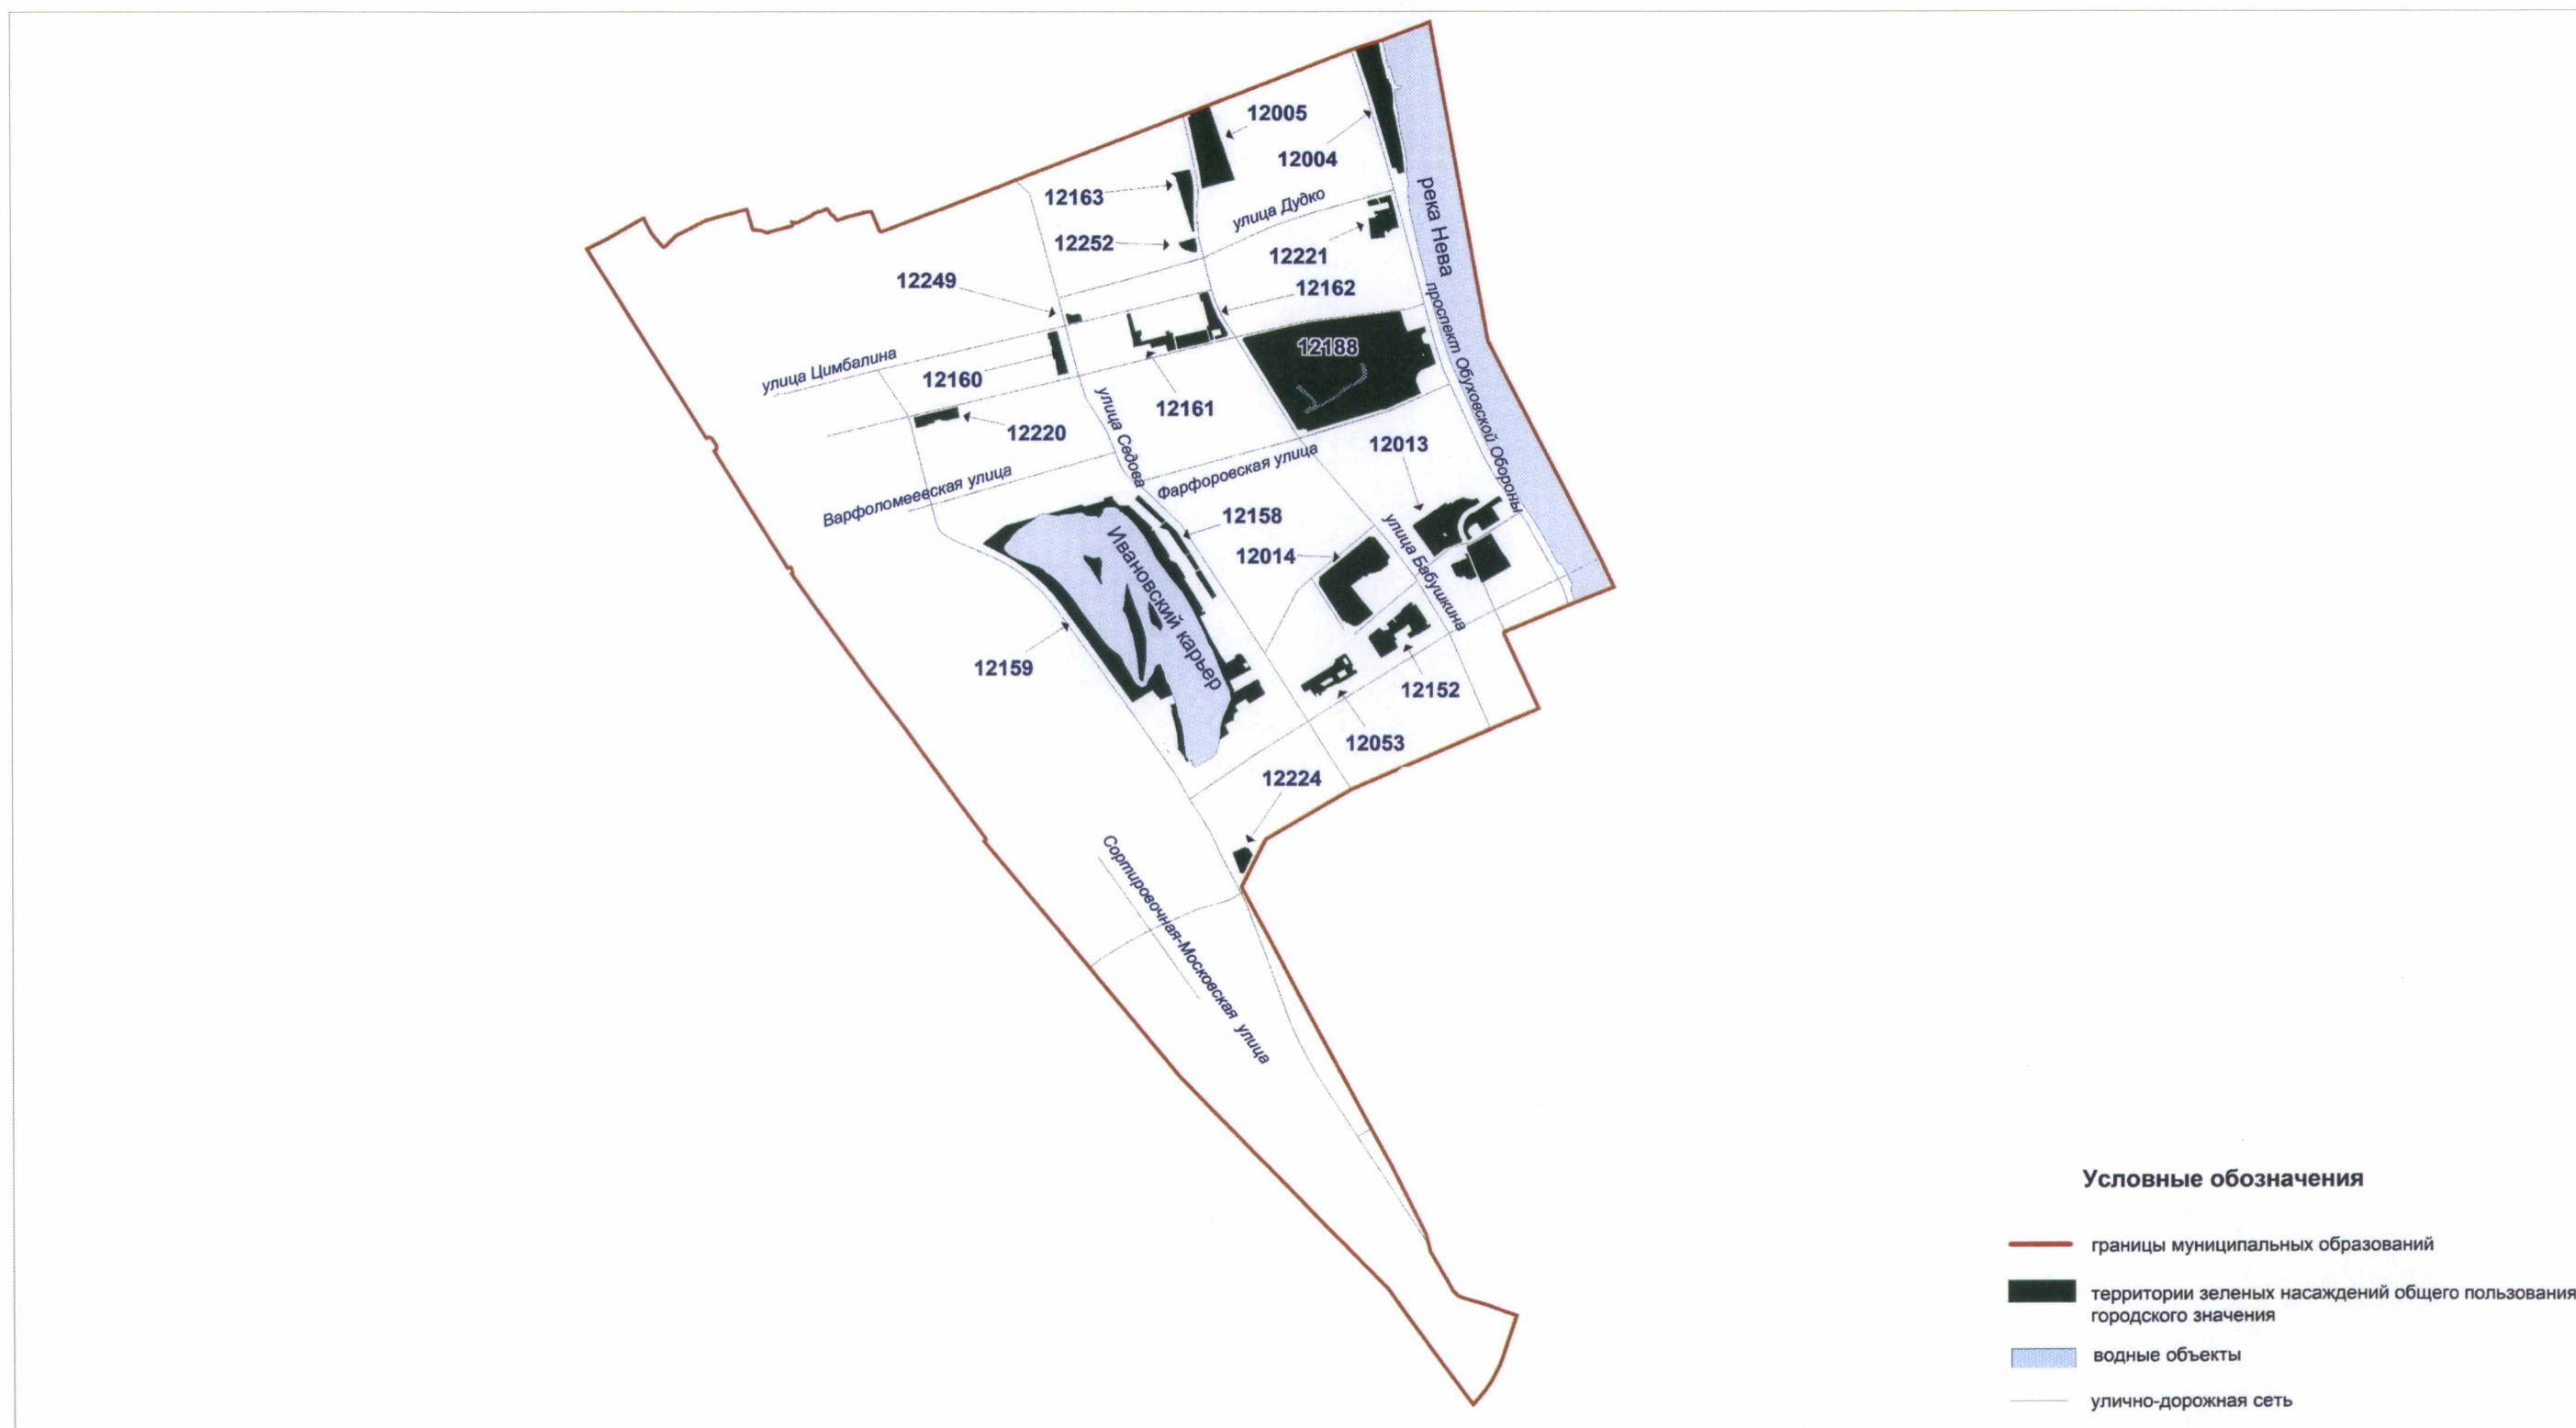 12005
12004
12163
улица Дудко
река Нева
12252
12221
12249
12162
проспект Обуховской Обороны
12188
улица Цимбалина
12160
12161
улица Седова
12220
12013
Фарфоровская улица
Варфоломеевская улица
12158
улица Бабушкина
12014
Ивановский карьер
12159
12152
12053
12224
Сортировочная-Московская улица
Условные обозначения
границы муниципальных образований
территории зеленых насаждений общего пользования
городского значения
водные объекты
улично-дорожная сеть